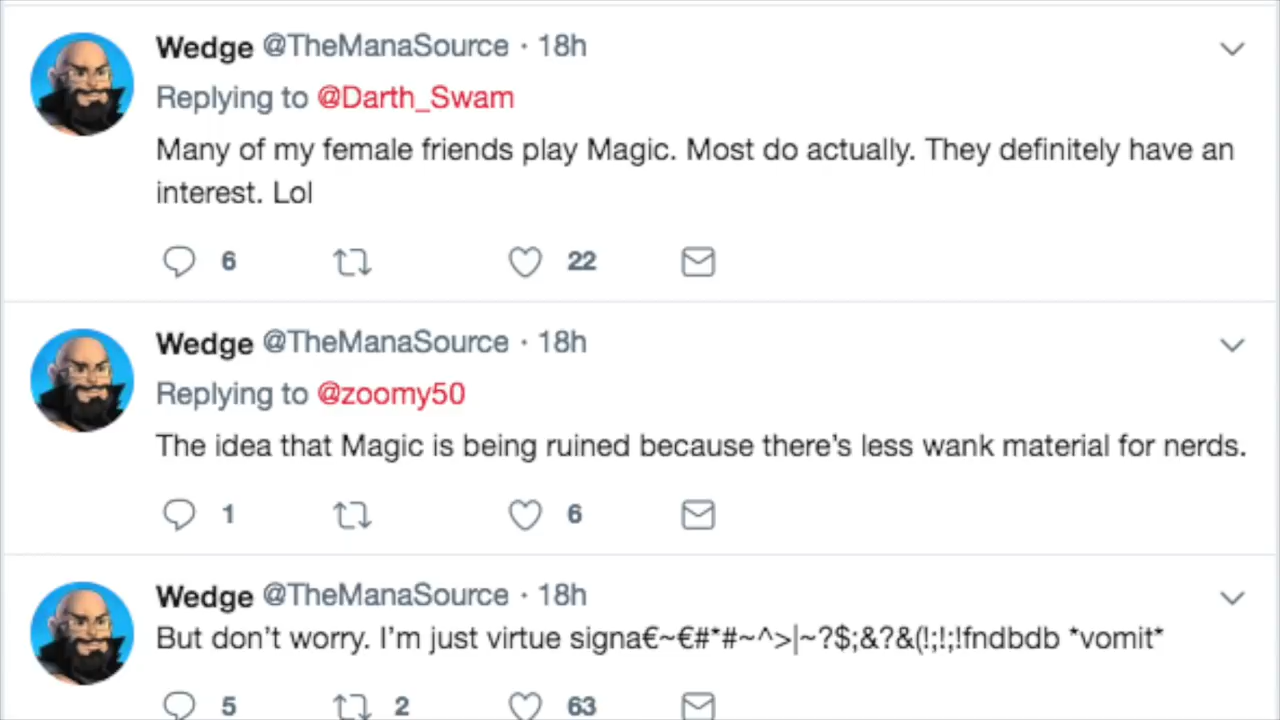 Wedge @TheManaSource · 18h
Replying to @Darth_Swam
Many of my female friends play Magic. Most do actually. They definitely have an
interest. Lol
6 22
Wedge @TheManaSource · 18h
Replying to @zoomy50
The idea that Magic is being ruined because there's less wank material for nerds.
1 6
Wedge @TheManaSource · 18h
But don't worry. I'm just virtue signa€~€#*#~^>|~?$;&?&(!;!;!fndbdb *vomit*
5 2 63